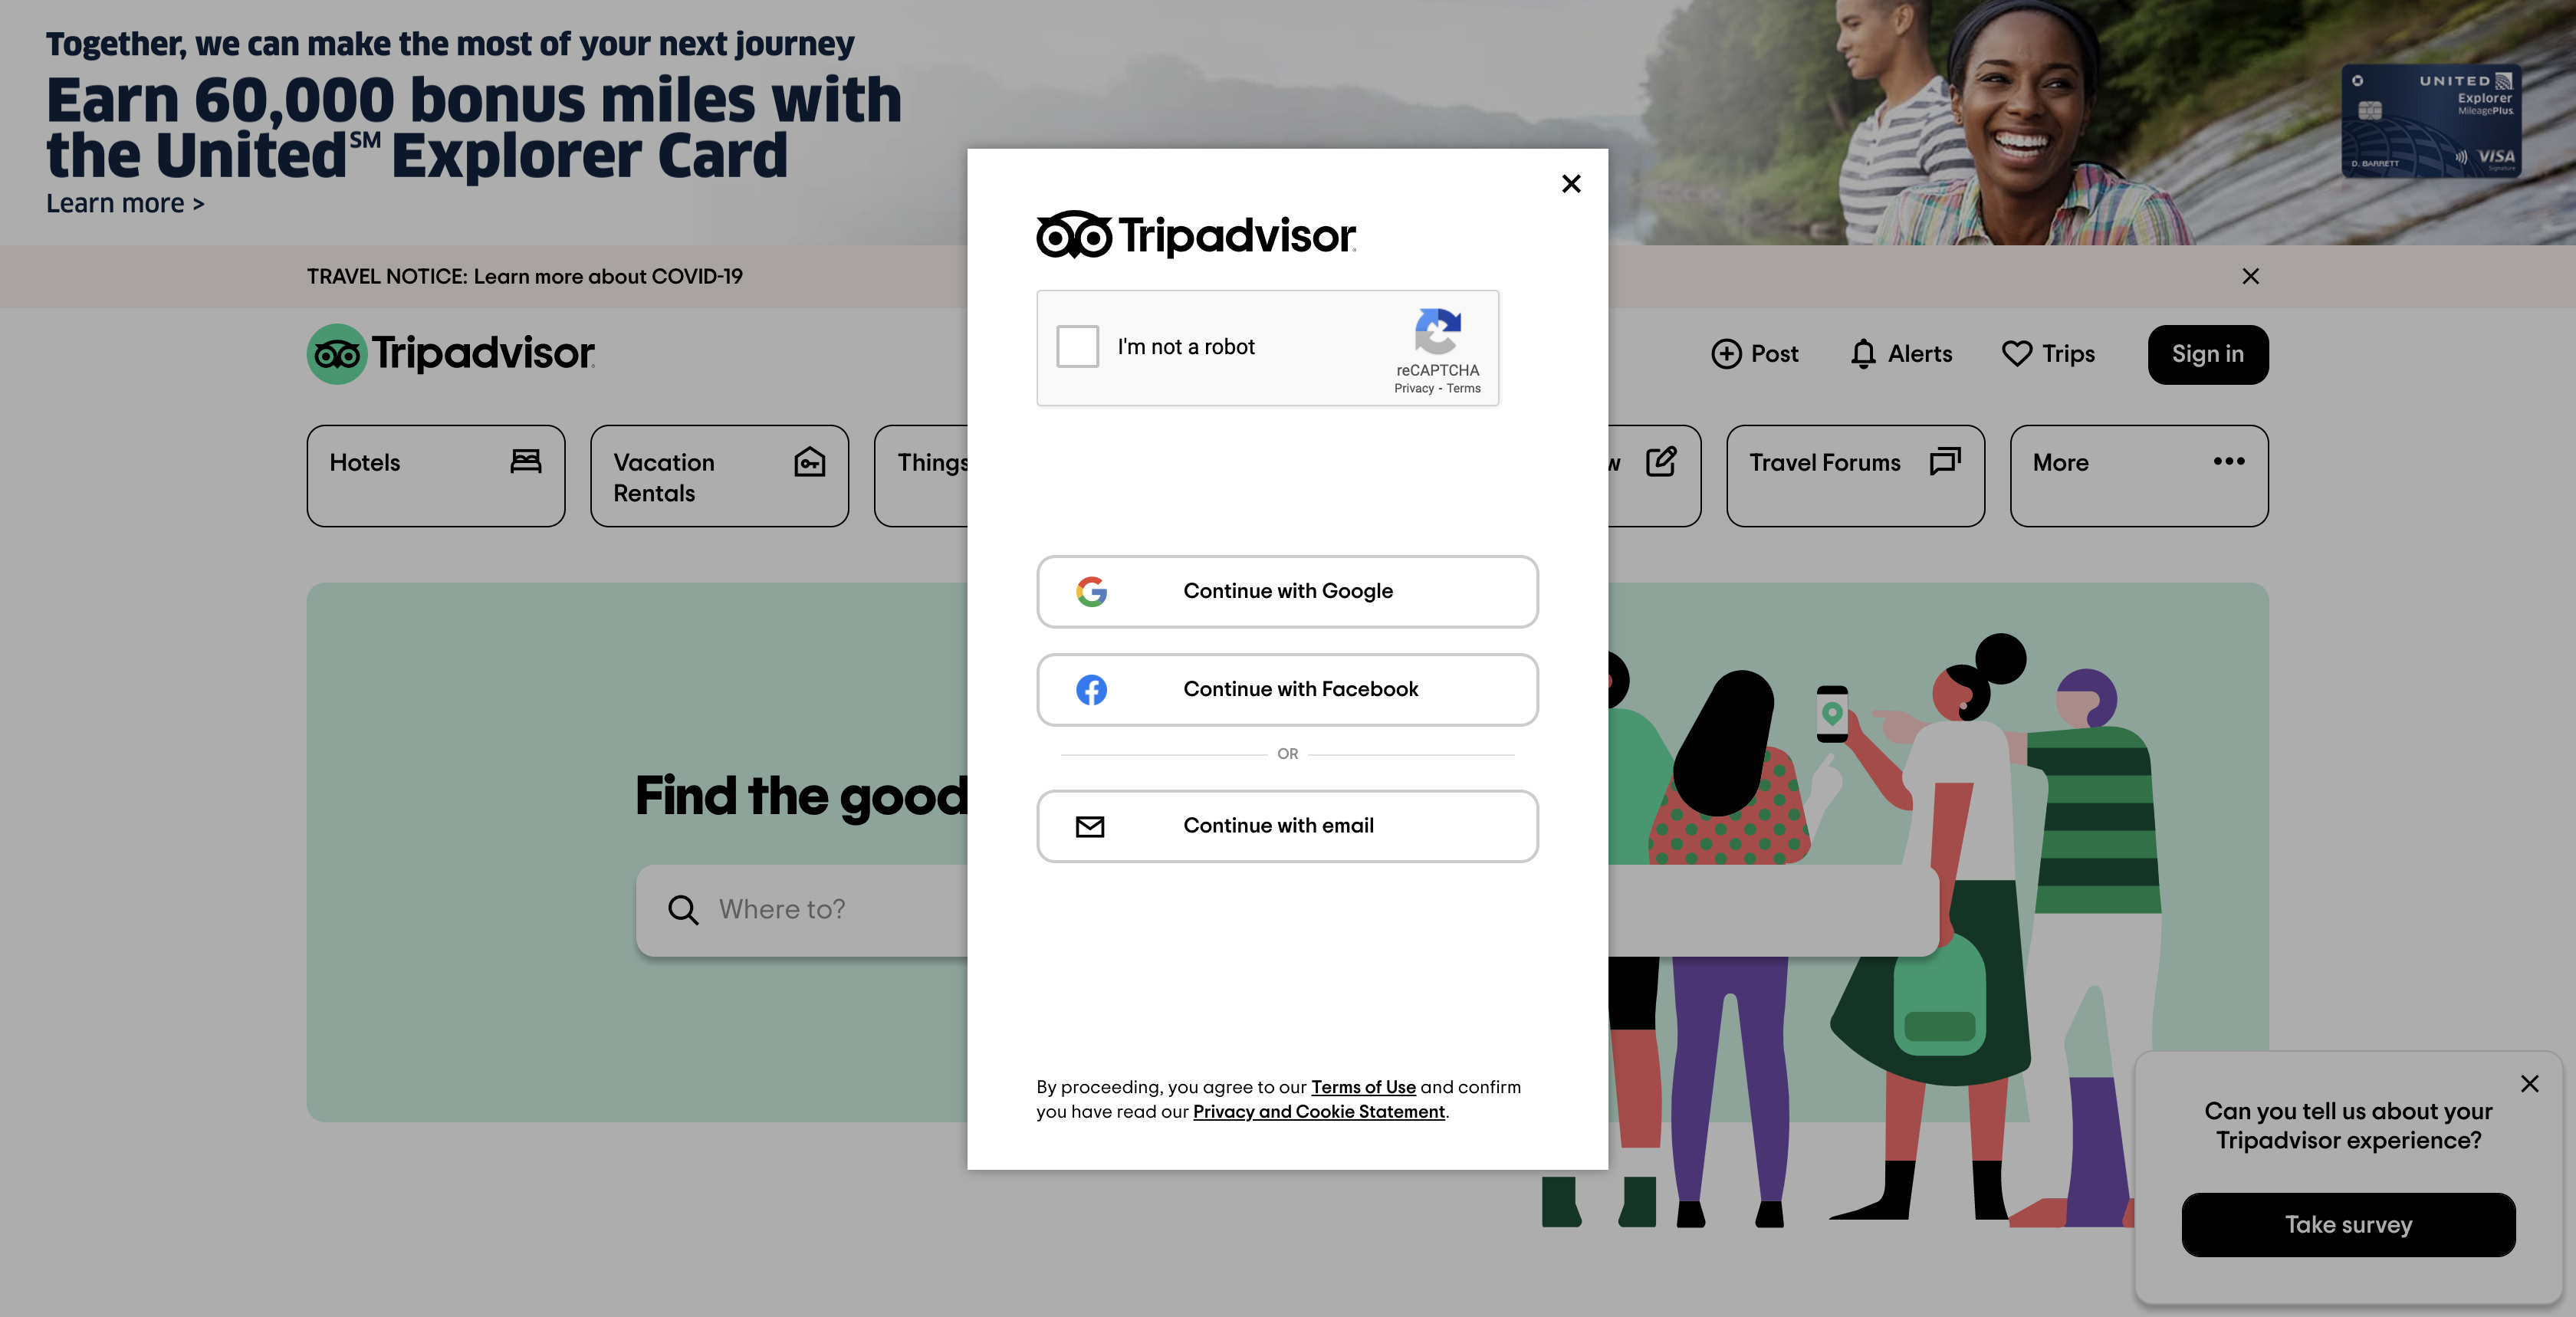 Together, we can make the most of your next journey
Earn 60,000 bonus miles with
the United℠ Explorer Card
Learn more >
UNITED
Explorer
MileagePlus.
D. BARRETT
VISA
Signature
TRAVEL NOTICE: Learn more about COVID-19
Tripadvisor
Post
Alerts
Trips
Sign in
Hotels
Vacation
Rentals
Things
w
Travel Forums
More
Find the good
Where to?
Tripadvisor
I'm not a robot
reCAPTCHA
Privacy - Terms
Continue with Google
Continue with Facebook
OR
Continue with email
By proceeding, you agree to our Terms of Use and confirm
you have read our Privacy and Cookie Statement.
Can you tell us about your
Tripadvisor experience?
Take survey